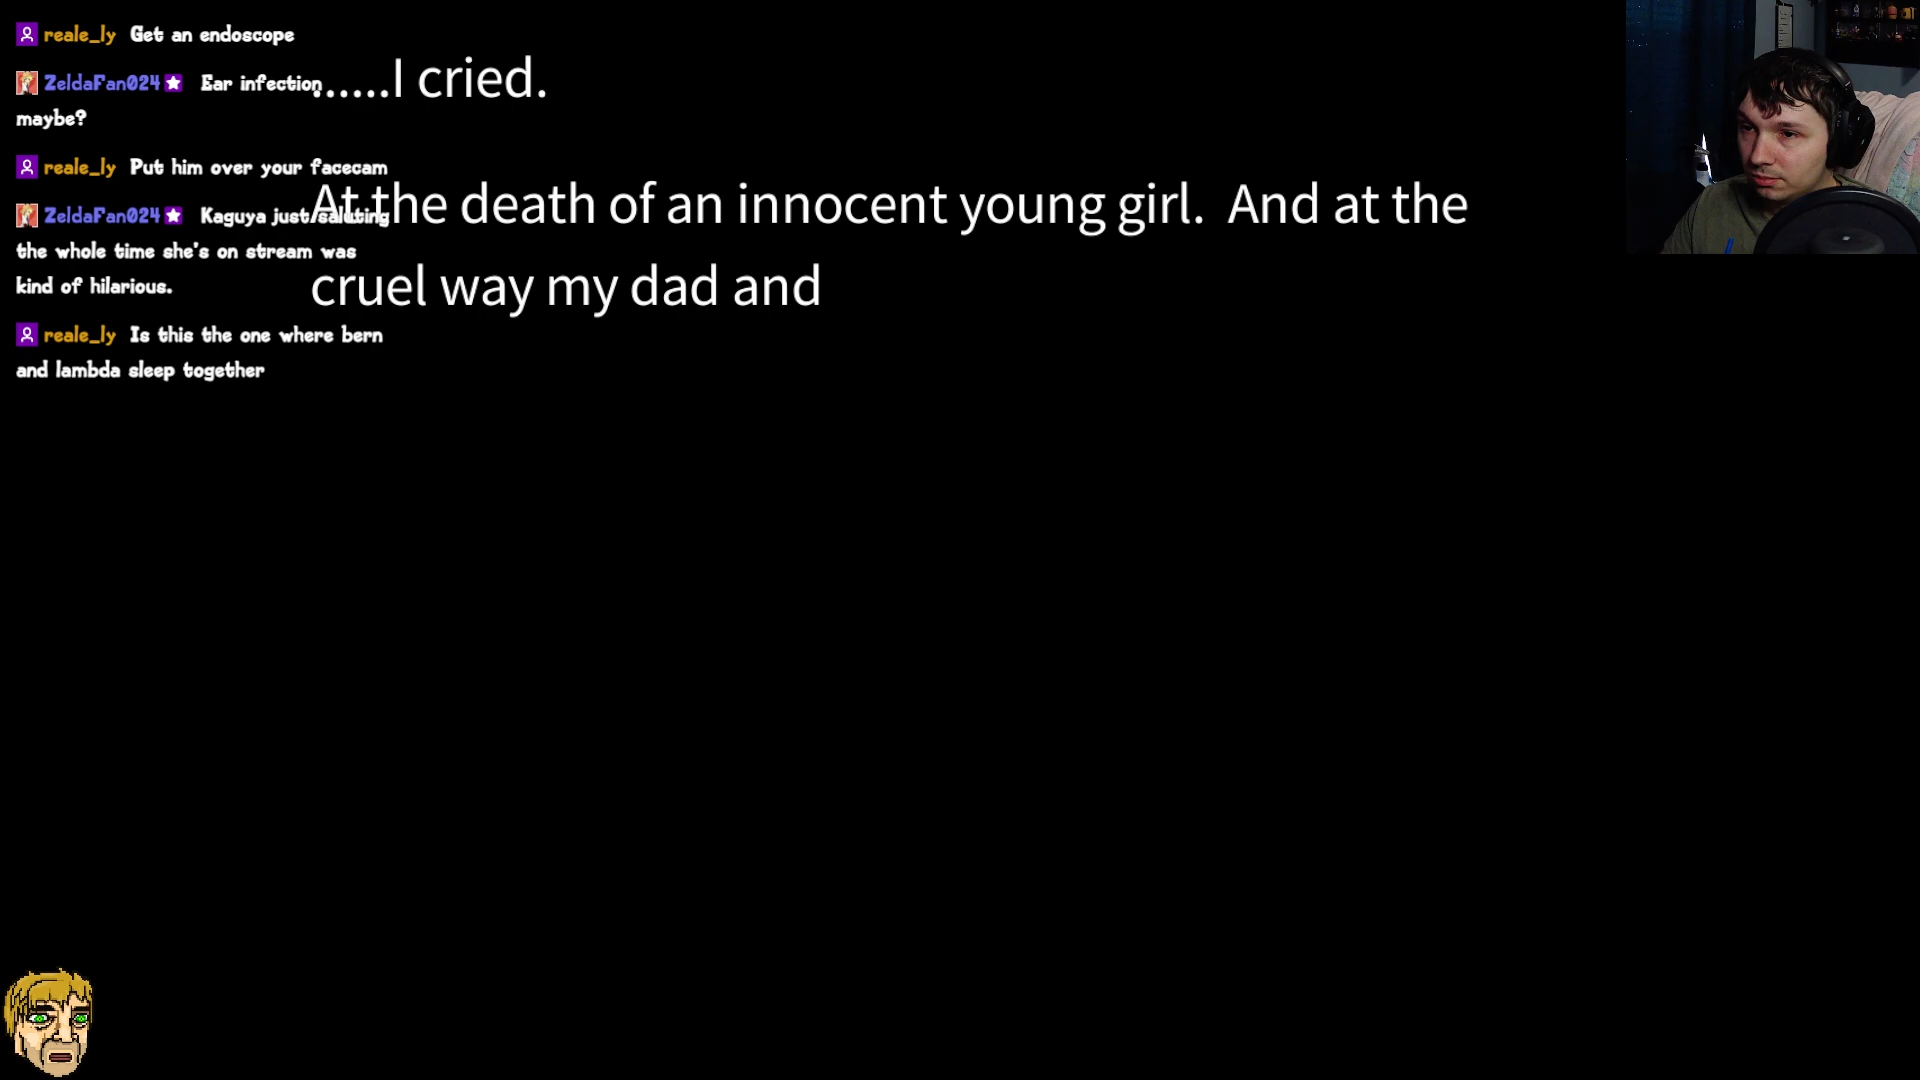 reale_ly Get an endoscope
ZeldaFan024 Ear infection
maybe?
reale_ly Put him over your facecam
ZeldaFan024 Kaguya just saluting
the whole time she's on stream was
kind of hilarious.
reale_ly Is this the one where bern
and lambda sleep together
......I cried.
At the death of an innocent young girl.  And at the
cruel way my dad and